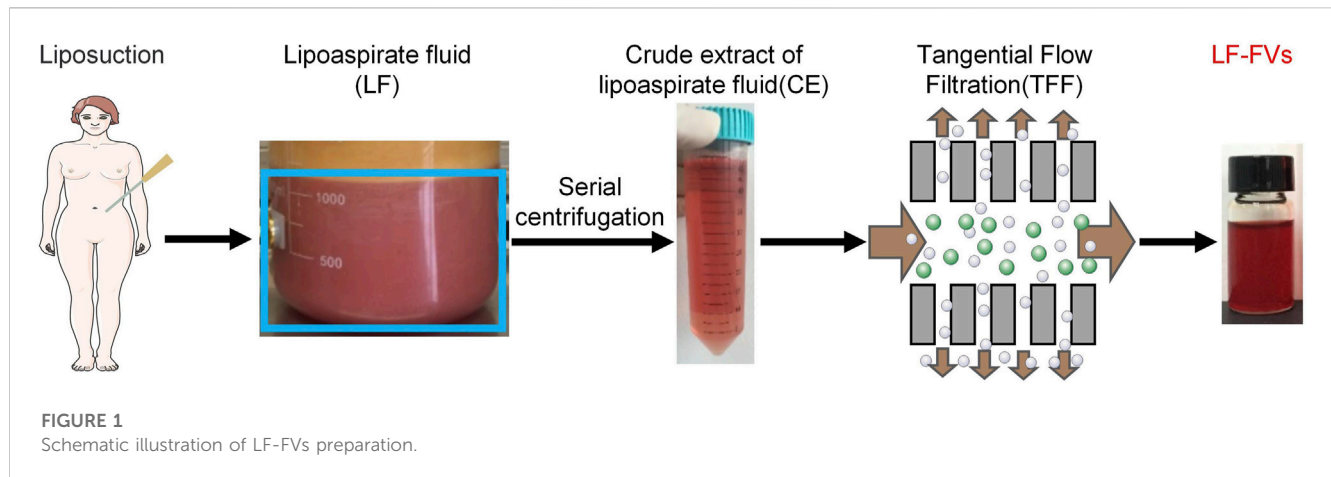 Liposuction
Lipoaspirate fluid
(LF)
Crude extract of
lipoaspirate fluid(CE)
Tangential Flow
Filtration(TFF)
LF-FVs
1000
500
Serial
centrifugation
FIGURE 1
Schematic illustration of LF-FVs preparation.